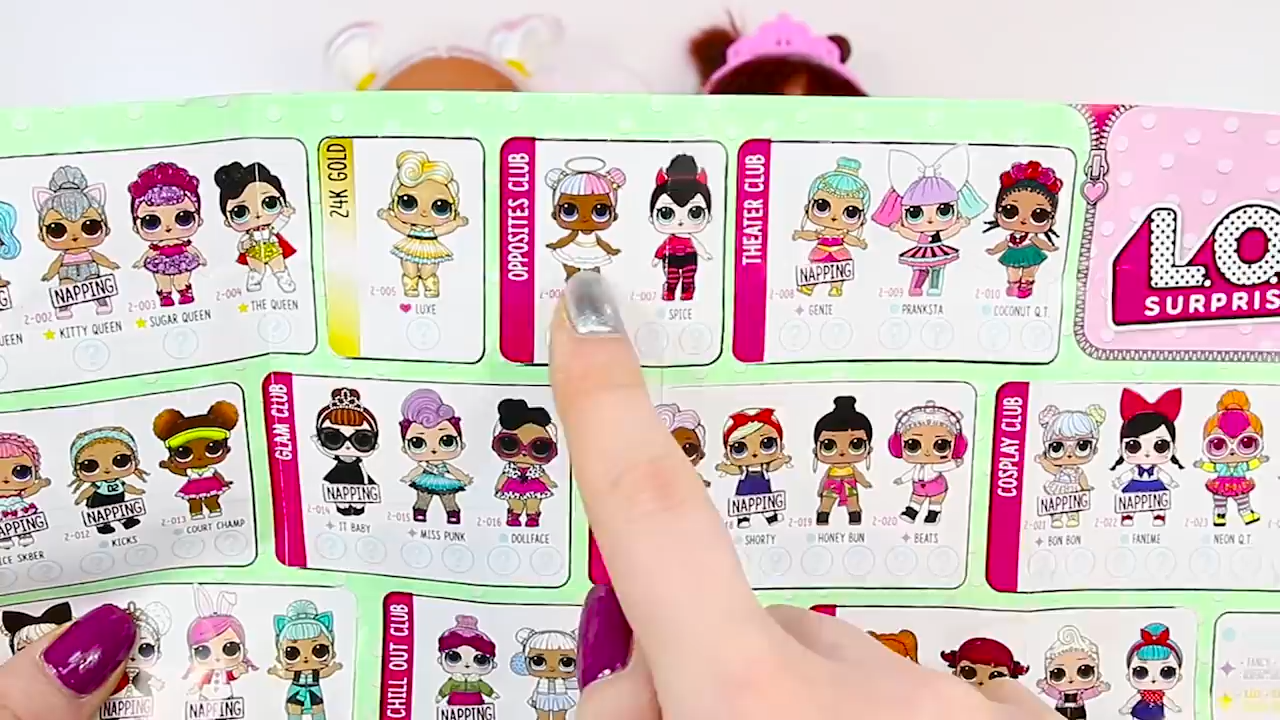 24K GOLD
OPPOSITES CLUB
THEATER CLUB
NAPPING
NAPPING
2-002
2-003
2-004
2-005
2-007
2-008
2-009
2-010
QUEEN
KITTY QUEEN
SUGAR QUEEN
THE QUEEN
LUXE
SPICE
GENIE
PRANKSTA
COCONUT Q.T.
L.O.
SURPRIS
GLAM CLUB
COSPLAY CLUB
NAPPING
NAPPING
NAPPING
NAPPING
NAPPING
NAPPING
2-012
2-013
2-014
2-015
2-016
2-019
2-020
2-021
2-022
2-023
ICE SK8ER
KICKS
COURT CHAMP
IT BABY
MISS PUNK
DOLLFACE
SHORTY
HONEY BUN
BEATS
BON BON
FANIME
NEON Q.T.
CHILL OUT CLUB
NAPPING
NAPPING
NAPPING